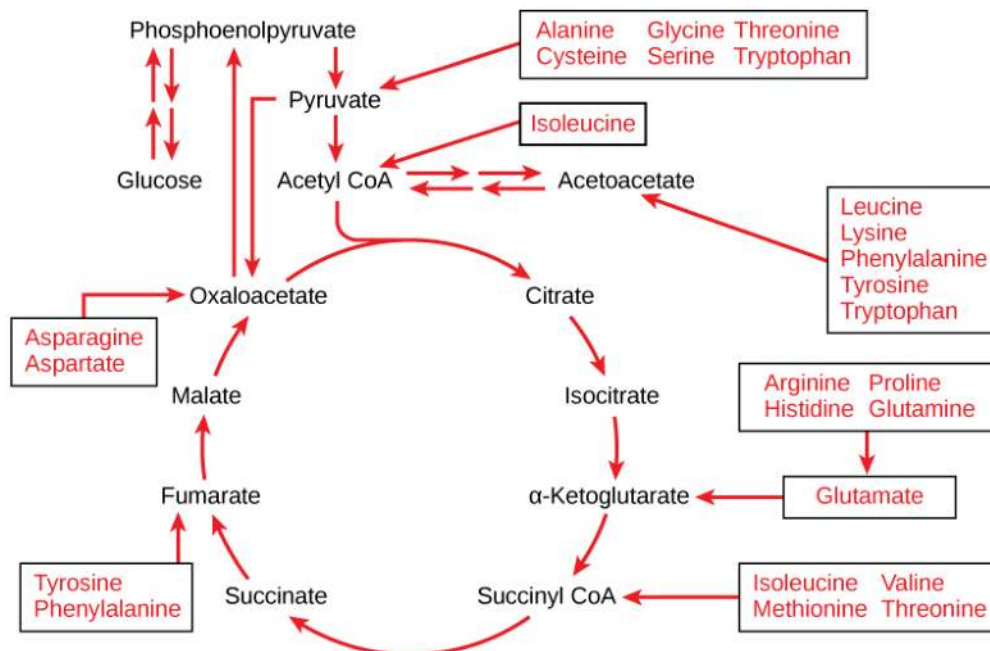 Phosphoenolpyruvate
Alanine Glycine Threonine
Cysteine Serine Tryptophan
Pyruvate
Isoleucine
Glucose
Acetyl CoA
Acetoacetate
Leucine
Lysine
Phenylalanine
Tyrosine
Tryptophan
Oxaloacetate
Citrate
Asparagine
Aspartate
Malate
Isocitrate
Arginine Proline
Histidine Glutamine
Fumarate
α-Ketoglutarate
Glutamate
Tyrosine
Phenylalanine
Succinate
Succinyl CoA
Isoleucine Valine
Methionine Threonine